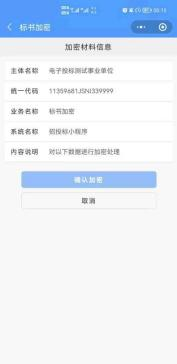 08:15
标书加密
加密材料信息
主体名称 电子投标测试事业单位
统一代码 11359681JSNI339999
业务名称 标书加密
系统名称 招投标小程序
内容说明 对以下数据进行加密处理
确认加密
取消